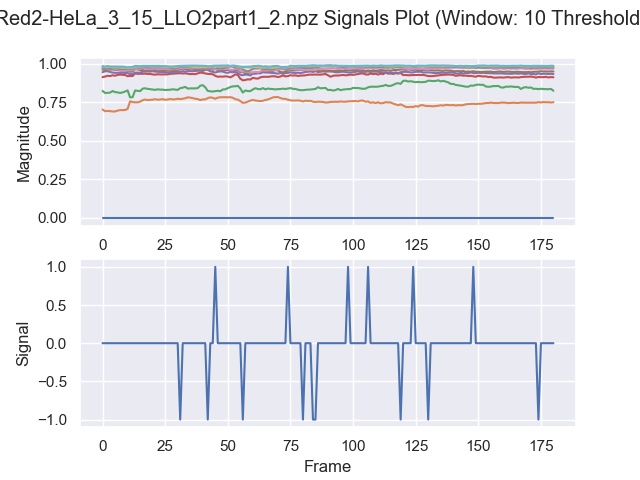 Red2-HeLa_3_15_LLO2part1_2.npz Signals Plot (Window: 10 Threshold
1.00
0.75
0.50
0.25
0.00
Magnitude
0 25 50 75 100 125 150 175
1.0
0.5
0.0
−0.5
−1.0
Signal
0 25 50 75 100 125 150 175
Frame